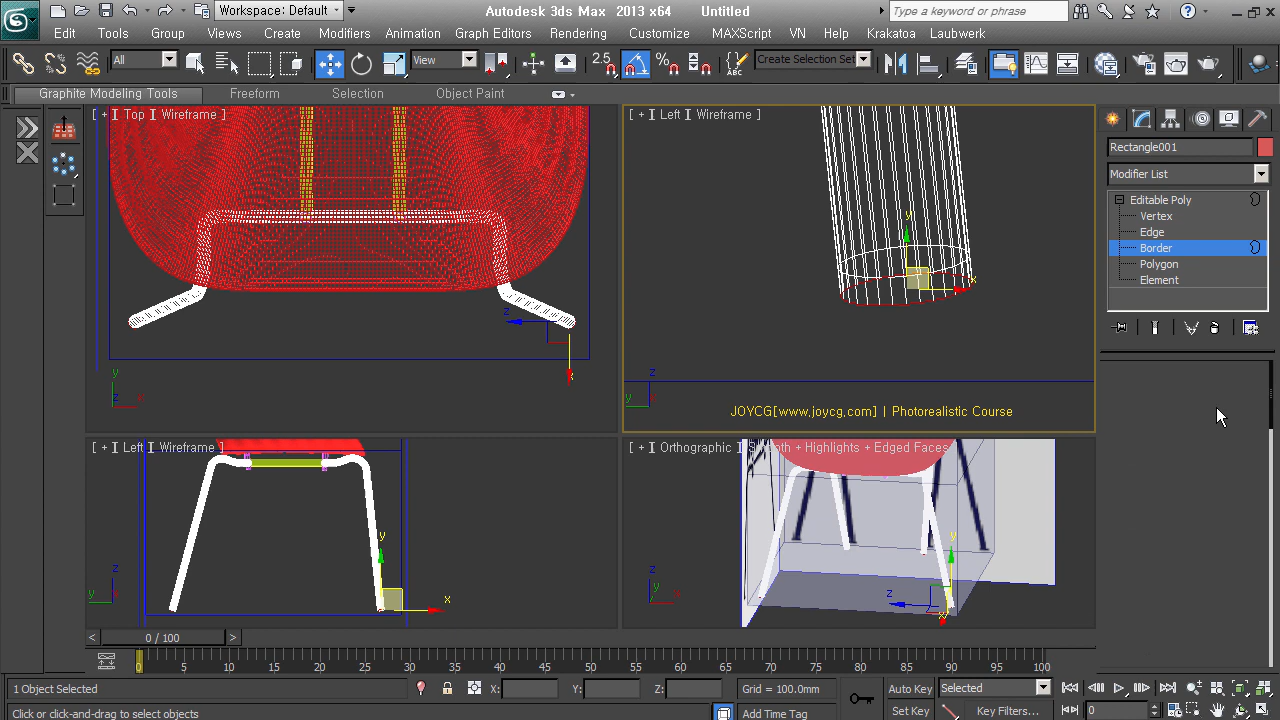 Workspace: Default
Autodesk 3ds Max 2013 x64 Untitled
Type a keyword or phrase
Edit Tools Group Views Create Modifiers Animation Graph Editors Rendering Customize MAXScript VN Help Krakatoa Laubwerk
All View 2.5 Create Selection Set
Graphite Modeling Tools Freeform Selection Object Paint
[ + ] Top ] Wireframe ]
[ + ] Left ] Wireframe ]
Rectangle001
Modifier List
Editable Poly
Vertex
Edge
Border
Polygon
Element
JOYCG[www.joycg.com] | Photorealistic Course
[ + ] Left ] Wireframe ]
[ + ] Orthographic ] Smooth + Highlights + Edged Faces
< 0 / 100 >
0 5 10 15 20 25 30 35 40 45 50 55 60 65 70 75 80 85 90 95 100
1 Object Selected X: Y: Z: Grid = 100.0mm Auto Key Selected
Click or click-and-drag to select objects Add Time Tag Set Key Key Filters... 0